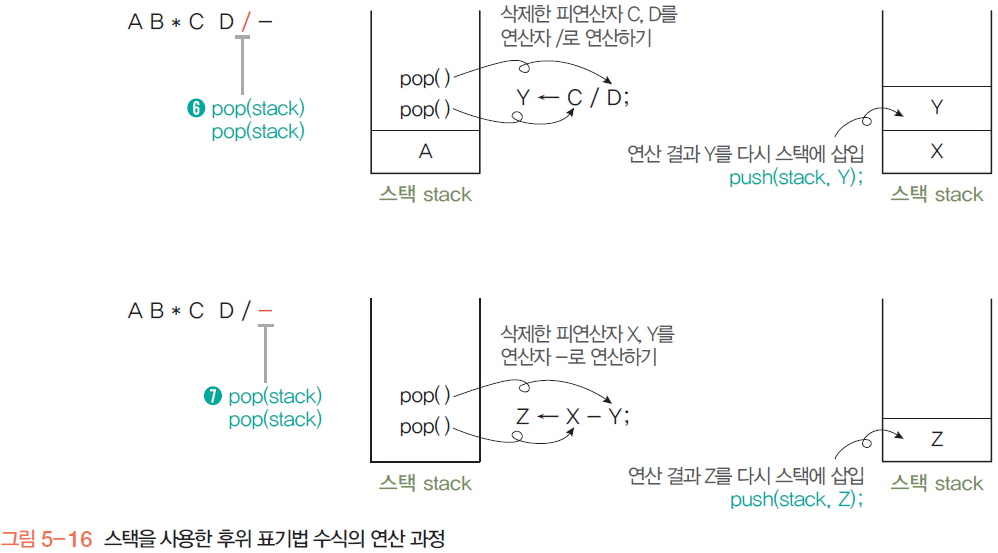 A B * C D / −
❻ pop(stack)
pop(stack)
pop( )
pop( )
A
스택 stack
삭제한 피연산자 C, D를
연산자 /로 연산하기
Y ← C / D;
연산 결과 Y를 다시 스택에 삽입
push(stack, Y);
Y
X
스택 stack
A B * C D / −
❼ pop(stack)
pop(stack)
pop( )
pop( )
스택 stack
삭제한 피연산자 X, Y를
연산자 −로 연산하기
Z ← X − Y;
연산 결과 Z를 다시 스택에 삽입
push(stack, Z);
Z
스택 stack
그림 5-16 스택을 사용한 후위 표기법 수식의 연산 과정